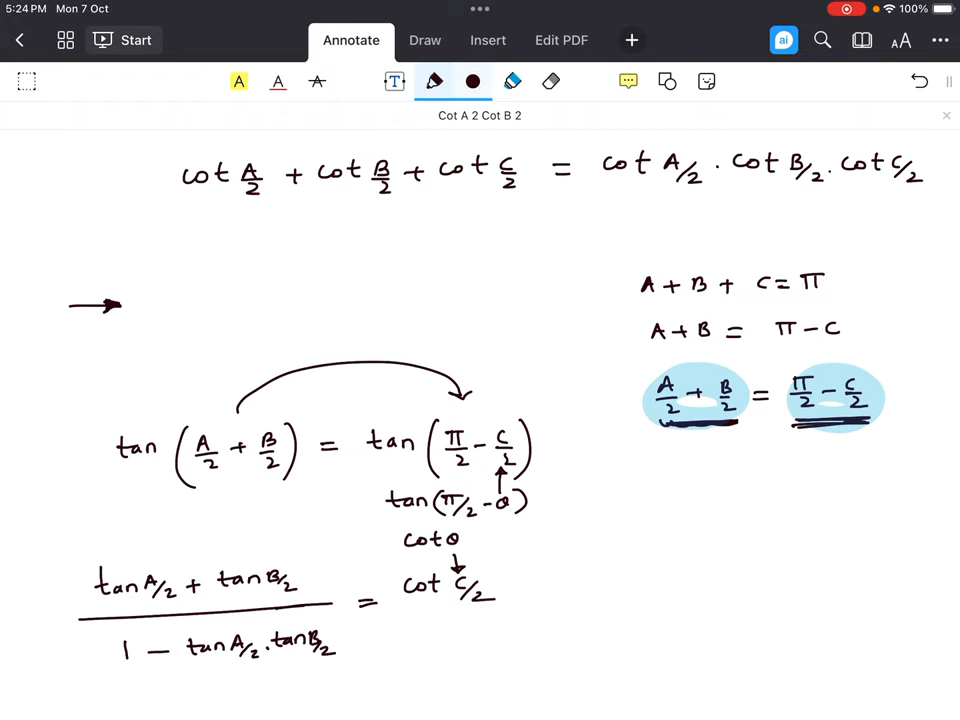 5:24 PM Mon 7 Oct 100%
Start Annotate Draw Insert Edit PDF + ai AA
A A A T
Cot A 2 Cot B 2
cot A/2 + cot B/2 + cot C/2 = cot A/2 . cot B/2 . cot C/2
A + B + C = π
A + B = π - C
A/2 + B/2 = π/2 - C/2
tan (A/2 + B/2) = tan (π/2 - C/2)
tan(π/2 - θ)
cot θ
tan A/2 + tan B/2 / 1 - tan A/2 . tan B/2 = cot C/2